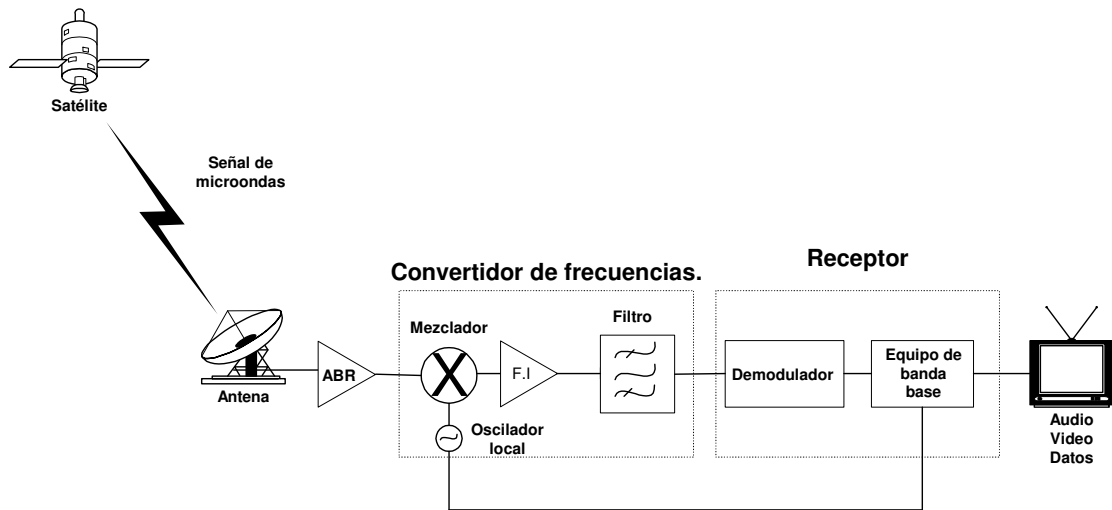 Satélite
Señal de
microondas
Convertidor de frecuencias.
Receptor
Mezclador
Filtro
ABR
F.I
Demodulador
Equipo de
banda
base
Antena
Oscilador
local
Audio
Video
Datos